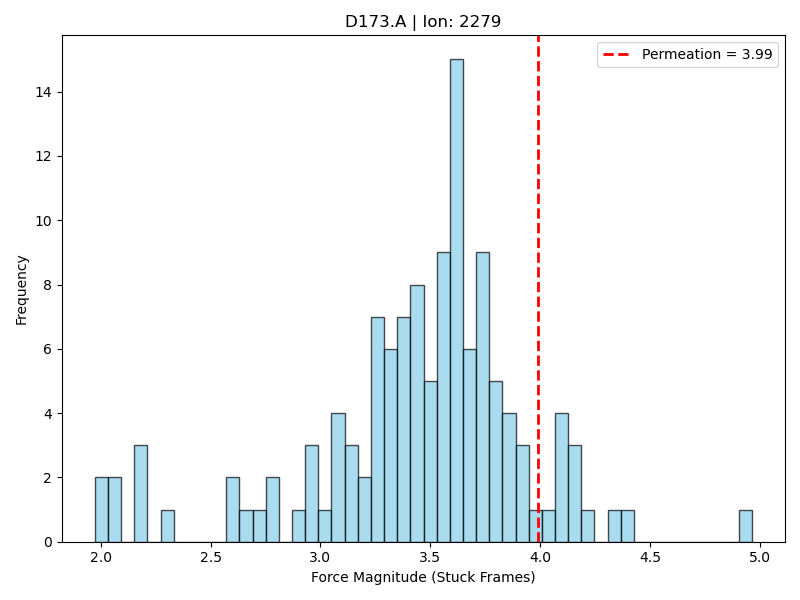 D173.A | Ion: 2279
Permeation = 3.99
Frequency
14
12
10
8
6
4
2
0
2.0 2.5 3.0 3.5 4.0 4.5 5.0
Force Magnitude (Stuck Frames)